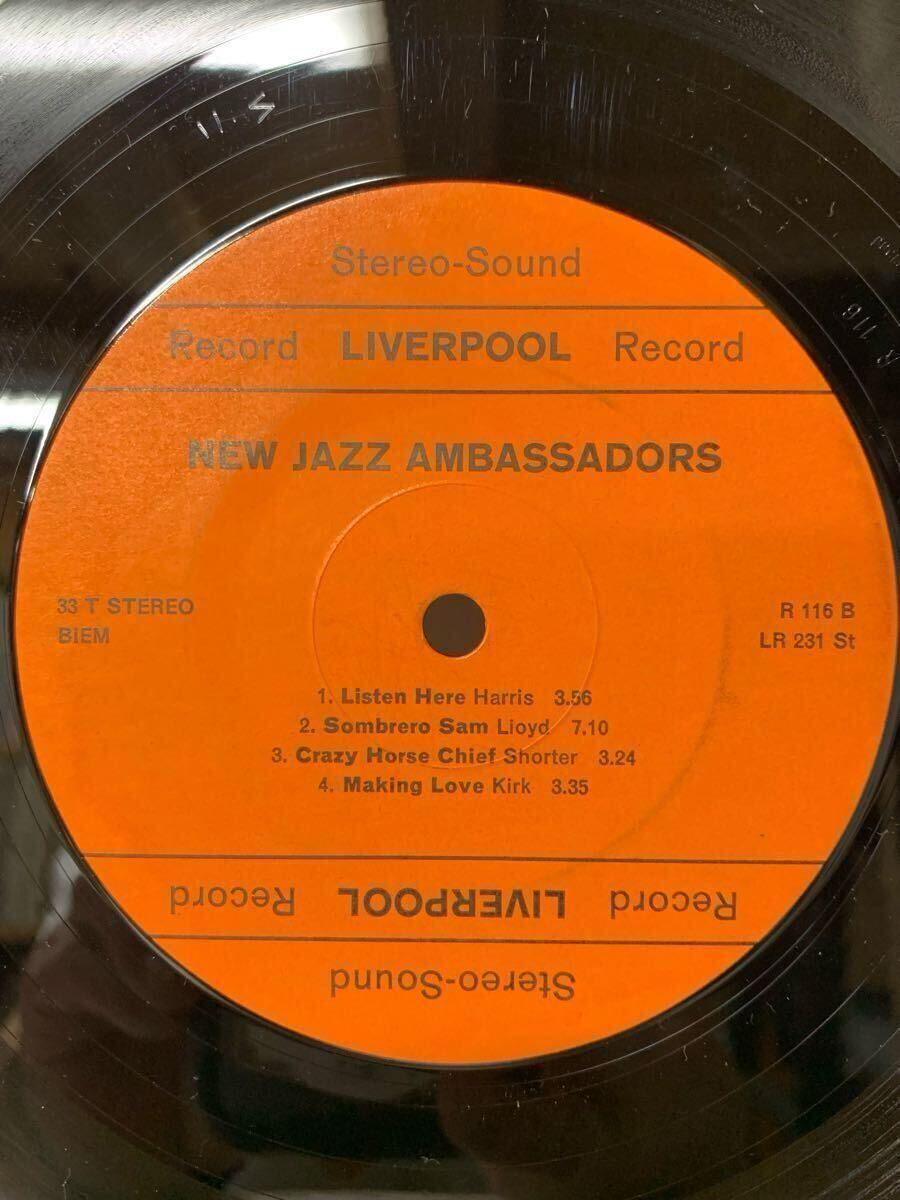 Stereo-Sound
Record LIVERPOOL Record
NEW JAZZ AMBASSADORS
33 T STEREO
BIEM
R 116 B
LR 231 St
1. Listen Here Harris 3.56
2. Sombrero Sam Lioyd 7.10
3. Crazy Horse Chief Shorter 3.24
4. Making Love Kirk 3.35
Record LIVERPOOL Record
Stereo-Sound
R 116